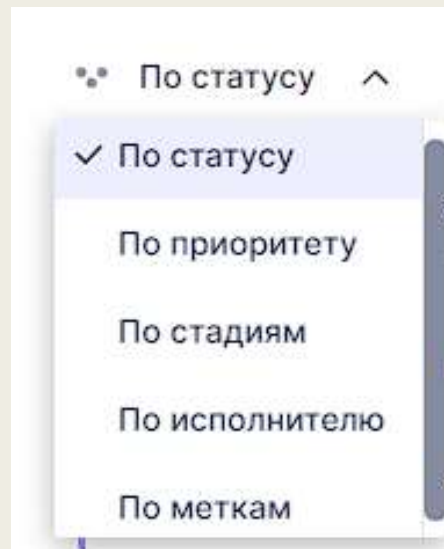 По статусу
По статусу
По приоритету
По стадиям
По исполнителю
По меткам